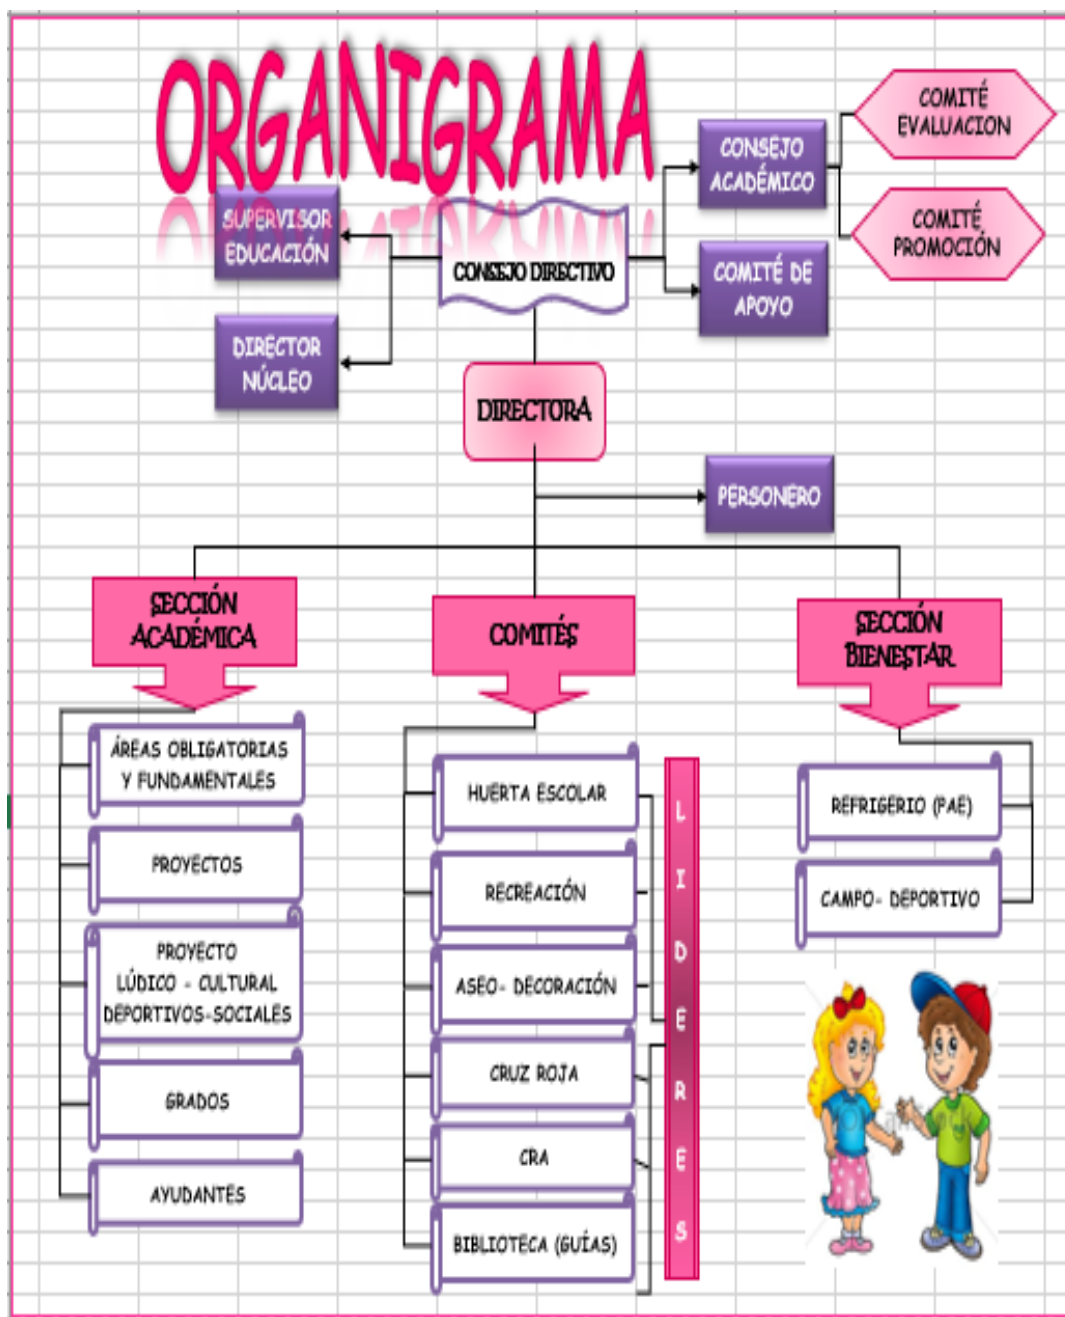 ORGANIGRAMA
COMITÉ
EVALUACION
CONSEJO
ACADÉMICO
COMITÉ
PROMOCIÓN
SUPERVISOR
EDUCACIÓN
CONSEJO DIRECTIVO
COMITÉ DE
APOYO
DIRECTOR
NÚCLEO
DIRECTORA
PERSONERO
SECCIÓN
ACADÉMICA
ÁREAS OBLIGATORIAS
Y FUNDAMENTALES
PROYECTOS
PROYECTO
LÚDICO - CULTURAL
DEPORTIVOS-SOCIALES
GRADOS
AYUDANTES
COMITÉS
HUERTA ESCOLAR
RECREACIÓN
ASEO- DECORACIÓN
CRUZ ROJA
CRA
BIBLIOTECA (GUÍAS)
LIDERES
SECCIÓN
BIENESTAR
REFRIGERIO (PAE)
CAMPO- DEPORTIVO